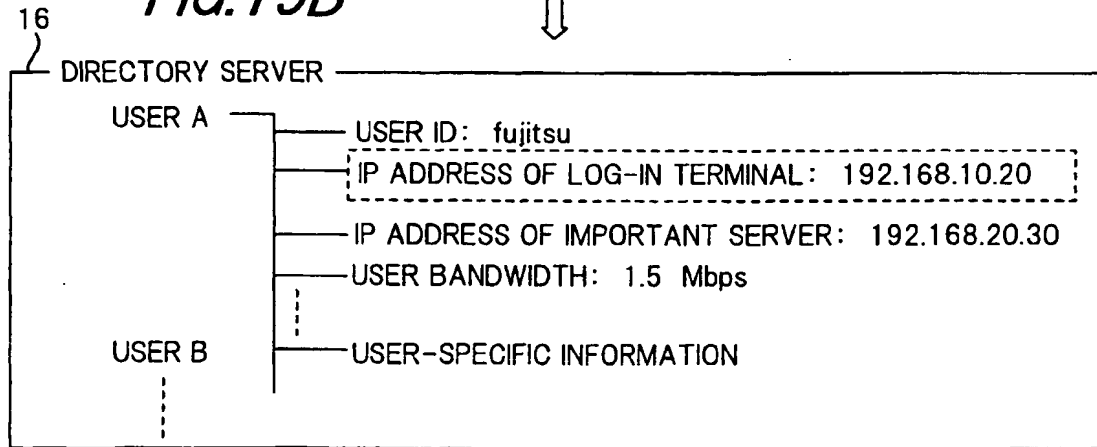 16
DIRECTORY SERVER
USER A
USER ID: fujitsu
IP ADDRESS OF LOG-IN TERMINAL: 192.168.10.20
IP ADDRESS OF IMPORTANT SERVER: 192.168.20.30
USER BANDWIDTH: 1.5 Mbps
USER B
USER-SPECIFIC INFORMATION